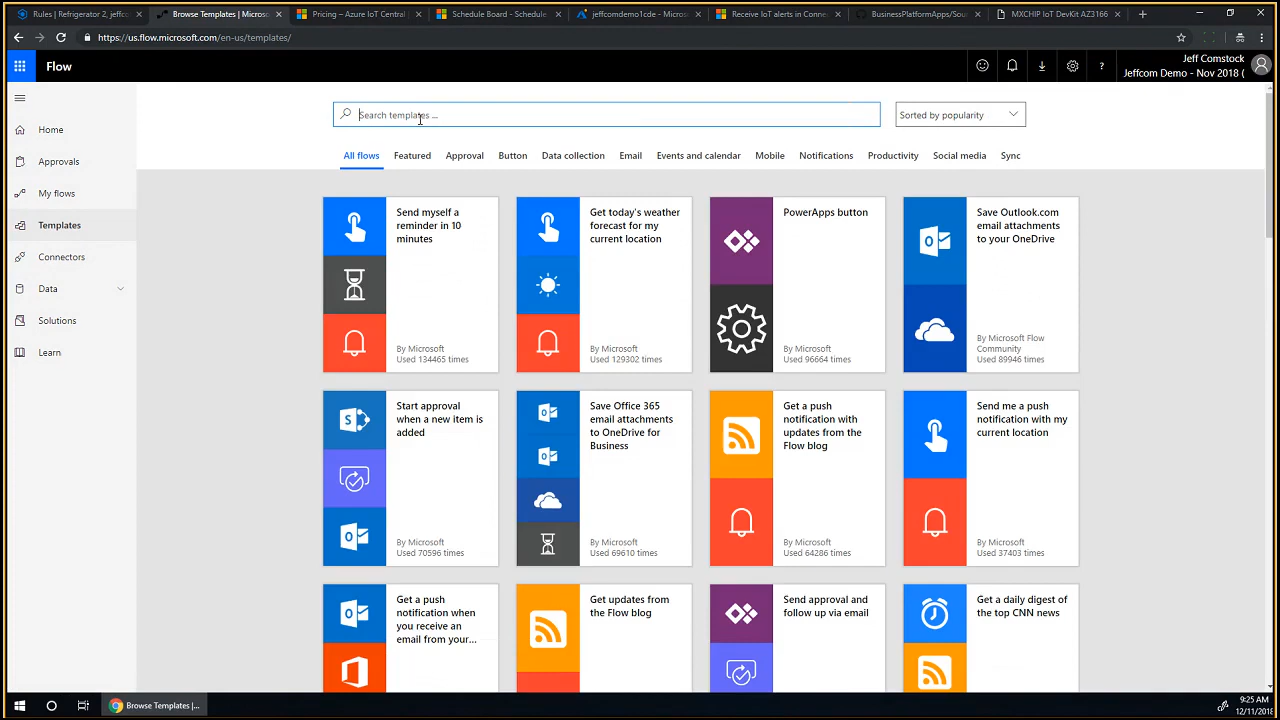 Rules | Refrigerator 2, jeffcc
Browse Templates | Microso
Pricing – Azure IoT Central |
Schedule Board - Schedule
jeffcomdemo1cde - Microso
Receive IoT alerts in Connec
BusinessPlatformApps/Sout
MXCHIP IoT DevKit AZ3166
https://us.flow.microsoft.com/en-us/templates/
Flow
Jeff Comstock
Jeffcom Demo - Nov 2018 (
Home
Approvals
My flows
Templates
Connectors
Data
Solutions
Learn
Search templates ...
Sorted by popularity
All flows Featured Approval Button Data collection Email Events and calendar Mobile Notifications Productivity Social media Sync
Send myself a
reminder in 10
minutes
By Microsoft
Used 134465 times
Get today's weather
forecast for my
current location
By Microsoft
Used 129302 times
PowerApps button
By Microsoft
Used 96664 times
Save Outlook.com
email attachments
to your OneDrive
By Microsoft Flow
Community
Used 89946 times
Start approval
when a new item is
added
By Microsoft
Used 70596 times
Save Office 365
email attachments
to OneDrive for
Business
By Microsoft
Used 69610 times
Get a push
notification with
updates from the
Flow blog
By Microsoft
Used 64286 times
Send me a push
notification with my
current location
By Microsoft
Used 37403 times
Get a push
notification when
you receive an
email from your...
Get updates from
the Flow blog
Send approval and
follow up via email
Get a daily digest of
the top CNN news
Browse Templates |...
9:25 AM
12/11/2018